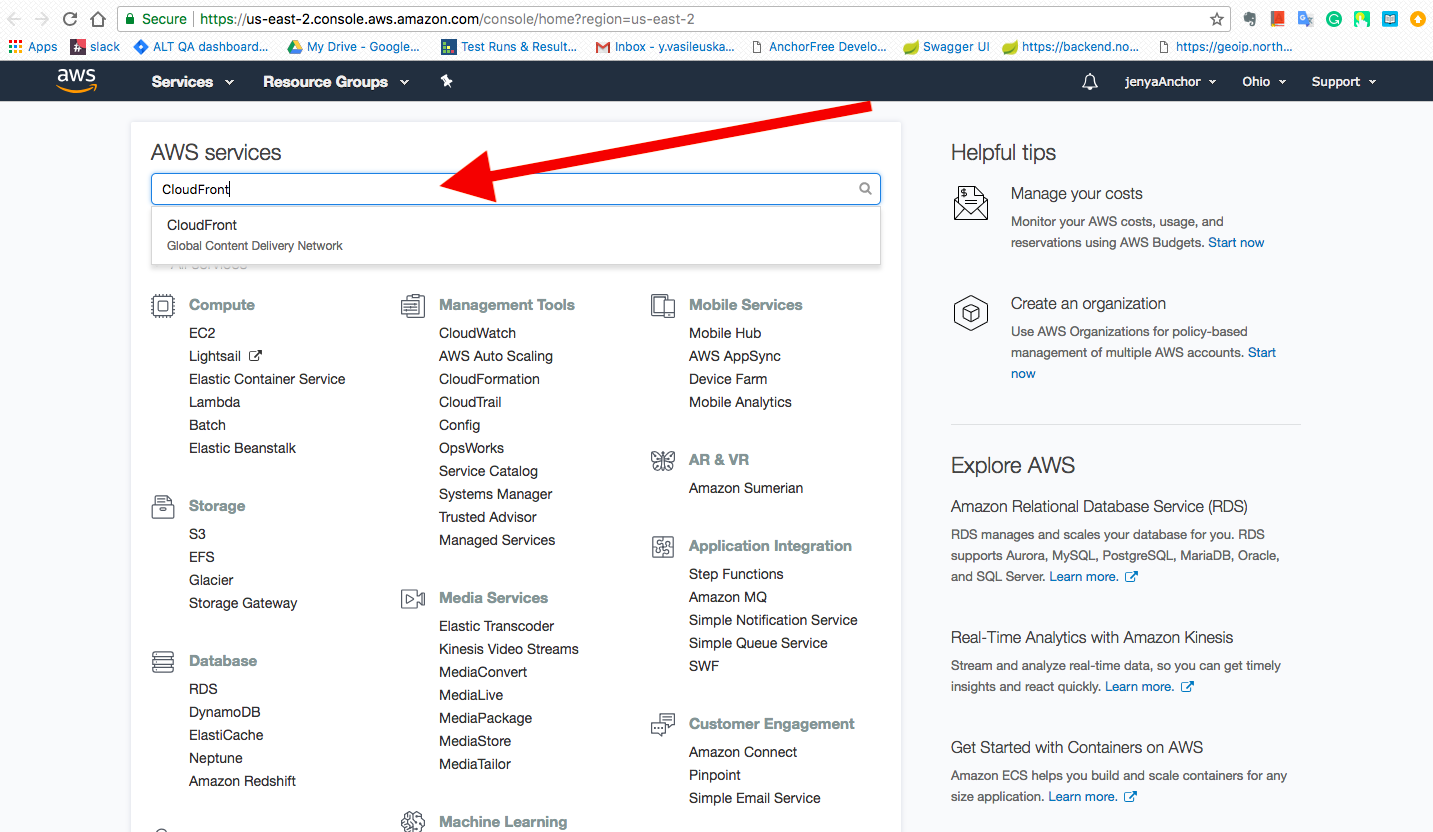 Secure https://us-east-2.console.aws.amazon.com/console/home?region=us-east-2
Apps slack ALT QA dashboard... My Drive - Google... Test Runs & Result... Inbox - y.vasileuska... AnchorFree Develo... Swagger UI https://backend.no... https://geoip.north...
aws Services Resource Groups jenyaAnchor Ohio Support
AWS services
CloudFront
CloudFront
Global Content Delivery Network
All services
Compute
EC2
Lightsail
Elastic Container Service
Lambda
Batch
Elastic Beanstalk
Storage
S3
EFS
Glacier
Storage Gateway
Database
RDS
DynamoDB
ElastiCache
Neptune
Amazon Redshift
Management Tools
CloudWatch
AWS Auto Scaling
CloudFormation
CloudTrail
Config
OpsWorks
Service Catalog
Systems Manager
Trusted Advisor
Managed Services
Media Services
Elastic Transcoder
Kinesis Video Streams
MediaConvert
MediaLive
MediaPackage
MediaStore
MediaTailor
Machine Learning
Mobile Services
Mobile Hub
AWS AppSync
Device Farm
Mobile Analytics
AR & VR
Amazon Sumerian
Application Integration
Step Functions
Amazon MQ
Simple Notification Service
Simple Queue Service
SWF
Customer Engagement
Amazon Connect
Pinpoint
Simple Email Service
Helpful tips
Manage your costs
Monitor your AWS costs, usage, and
reservations using AWS Budgets. Start now
Create an organization
Use AWS Organizations for policy-based
management of multiple AWS accounts. Start
now
Explore AWS
Amazon Relational Database Service (RDS)
RDS manages and scales your database for you. RDS
supports Aurora, MySQL, PostgreSQL, MariaDB, Oracle,
and SQL Server. Learn more.
Real-Time Analytics with Amazon Kinesis
Stream and analyze real-time data, so you can get timely
insights and react quickly. Learn more.
Get Started with Containers on AWS
Amazon ECS helps you build and scale containers for any
size application. Learn more.